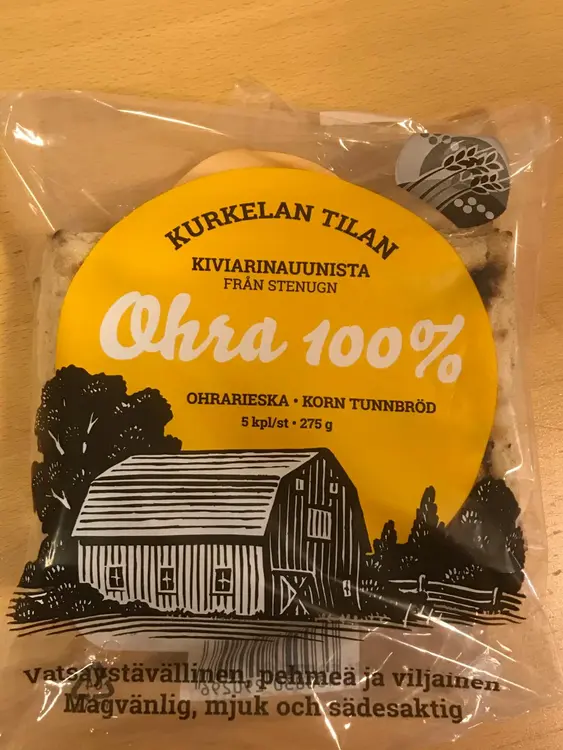 KURKELAN TILAN
KIVIARINAUUNISTA
FRÅN STENUGN
Ohra 100%
OHRARIESKA • KORN TUNNBRÖD
5 kpl/st • 275 g
Vatsaystävällinen, pehmeä ja viljainen
Magvänlig, mjuk och sädesaktig